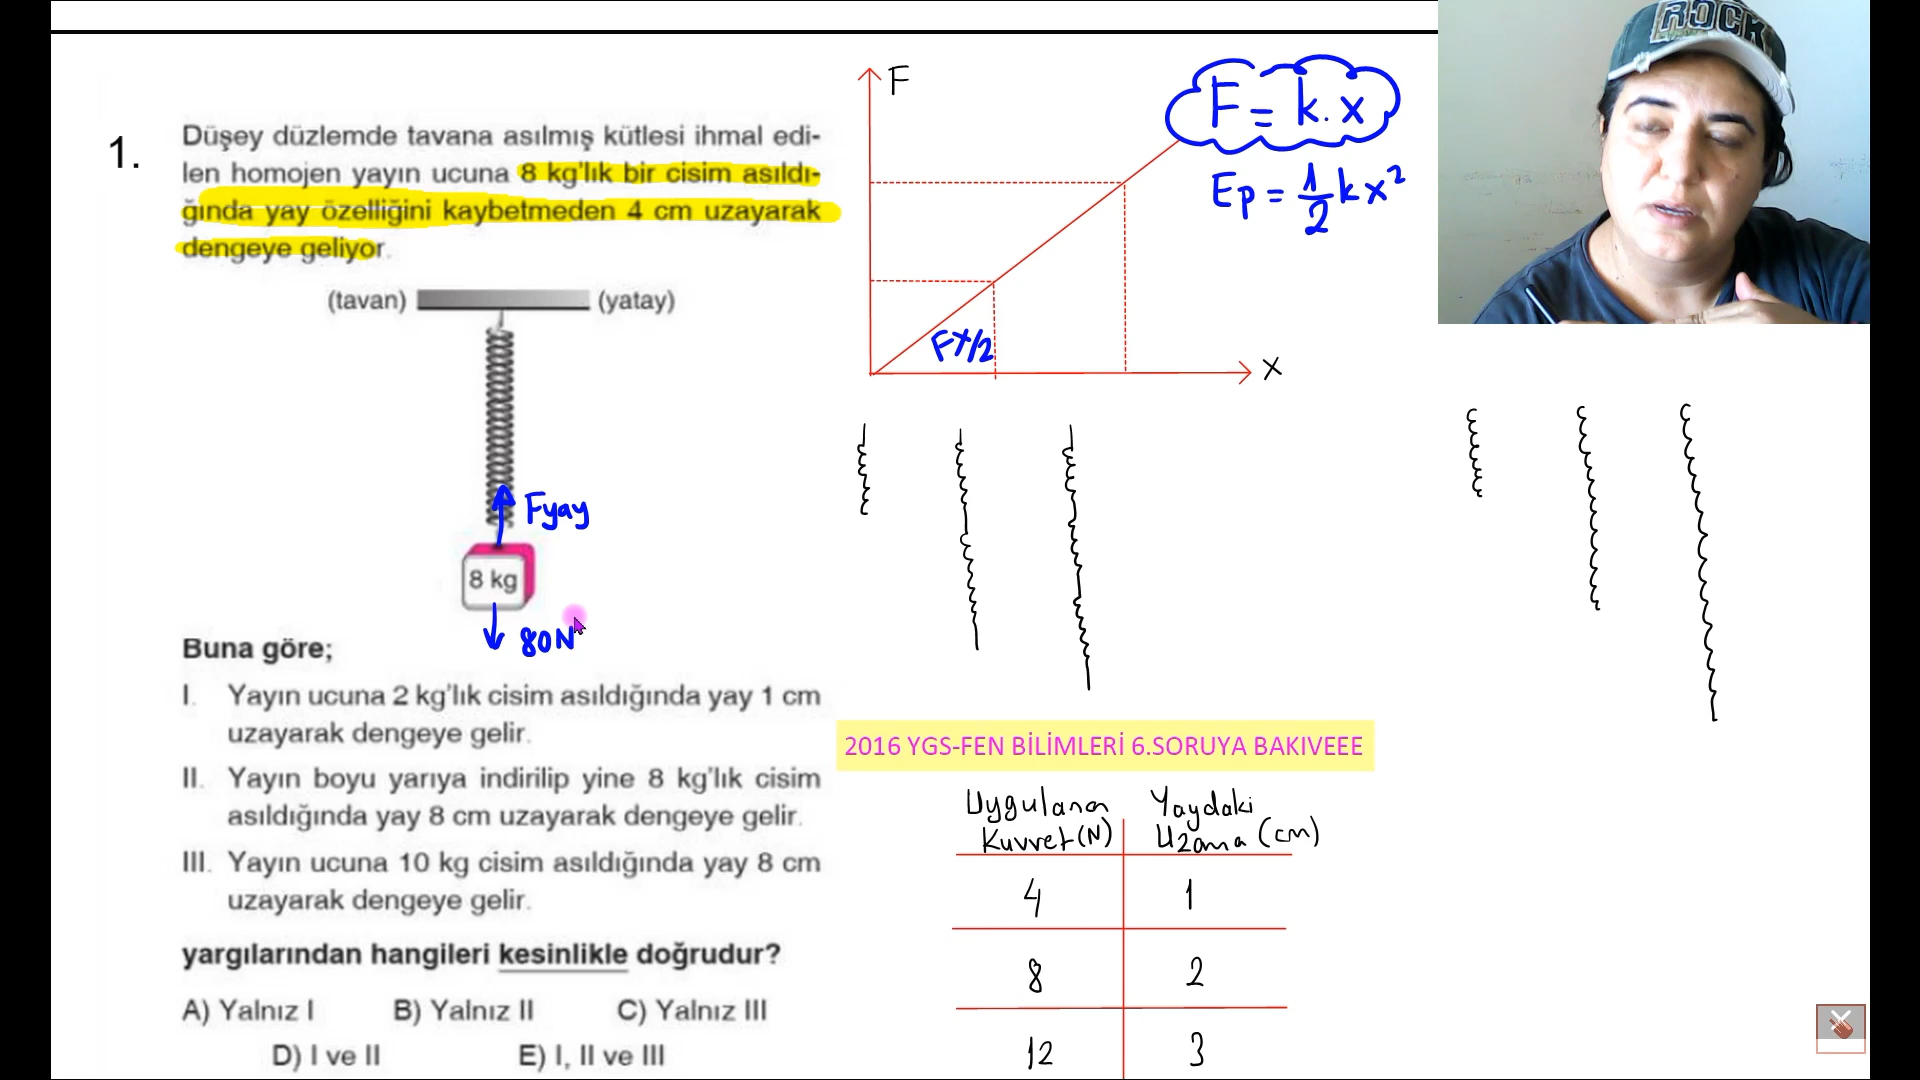 1.
Düşey düzlemde tavana asılmış kütlesi ihmal edi-
len homojen yayın ucuna 8 kg'lık bir cisim asıldı-
ğında yay özelliğini kaybetmeden 4 cm uzayarak
dengeye geliyor.
(tavan) (yatay)
Fyay
8 kg
80N
Buna göre;
I. Yayın ucuna 2 kg'lık cisim asıldığında yay 1 cm
uzayarak dengeye gelir.
II. Yayın boyu yarıya indirilip yine 8 kg'lık cisim
asıldığında yay 8 cm uzayarak dengeye gelir.
III. Yayın ucuna 10 kg cisim asıldığında yay 8 cm
uzayarak dengeye gelir.
yargılarından hangileri kesinlikle doğrudur?
A) Yalnız I B) Yalnız II C) Yalnız III
D) I ve II E) I, II ve III
F
F = k.x
Ep = 1/2 kx²
FX/2
X
2016 YGS-FEN BİLİMLERİ 6.SORUYA BAKIVEEE
Uygulanan Yaydaki
Kuvvet(N) Uzama (cm)
4 1
8 2
12 3
ROCK